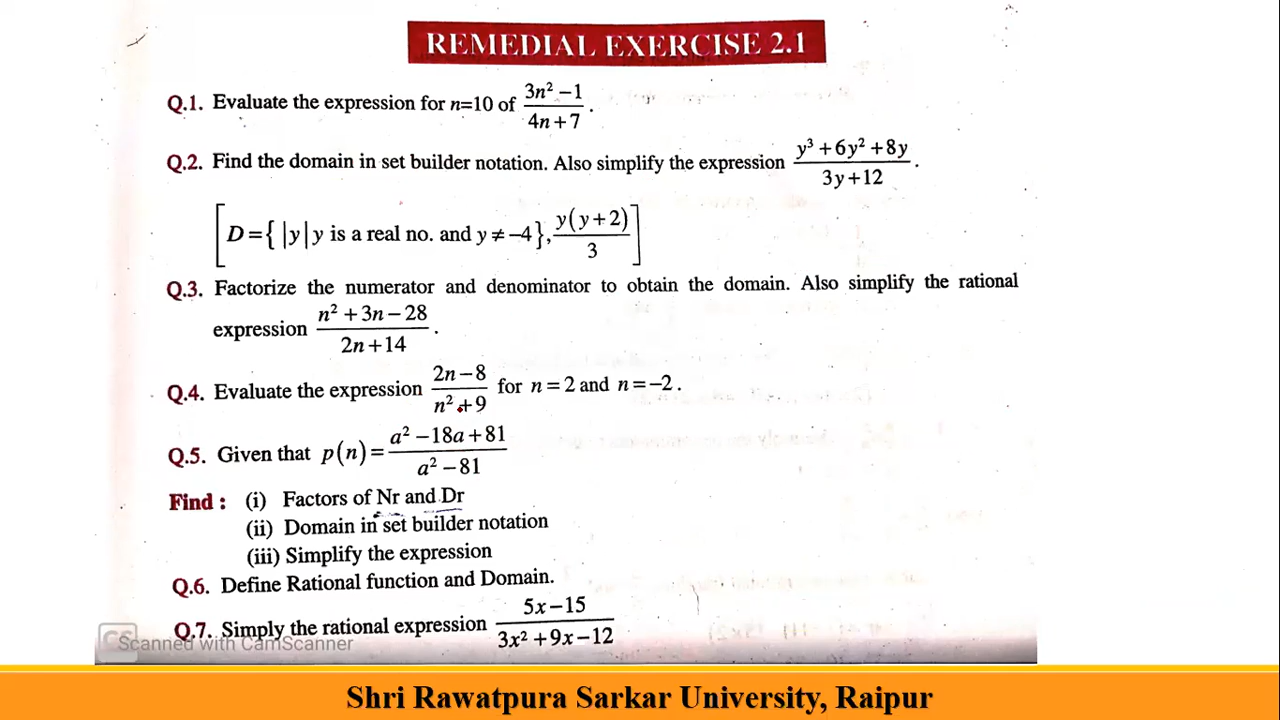 REMEDIAL EXERCISE 2.1
Q.1. Evaluate the expression for n=10 of (3n² − 1)/(4n + 7).
Q.2. Find the domain in set builder notation. Also simplify the expression (y³ + 6y² + 8y)/(3y + 12).
[D = { |y| y is a real no. and y ≠ −4}, y(y + 2)/3]
Q.3. Factorize the numerator and denominator to obtain the domain. Also simplify the rational
expression (n² + 3n − 28)/(2n + 14).
Q.4. Evaluate the expression (2n − 8)/(n² + 9) for n = 2 and n = −2.
Q.5. Given that p(n) = (a² − 18a + 81)/(a² − 81)
Find : (i) Factors of Nr and Dr
(ii) Domain in set builder notation
(iii) Simplify the expression
Q.6. Define Rational function and Domain.
Q.7. Simply the rational expression (5x − 15)/(3x² + 9x − 12)
CS Scanned with CamScanner
Shri Rawatpura Sarkar University, Raipur